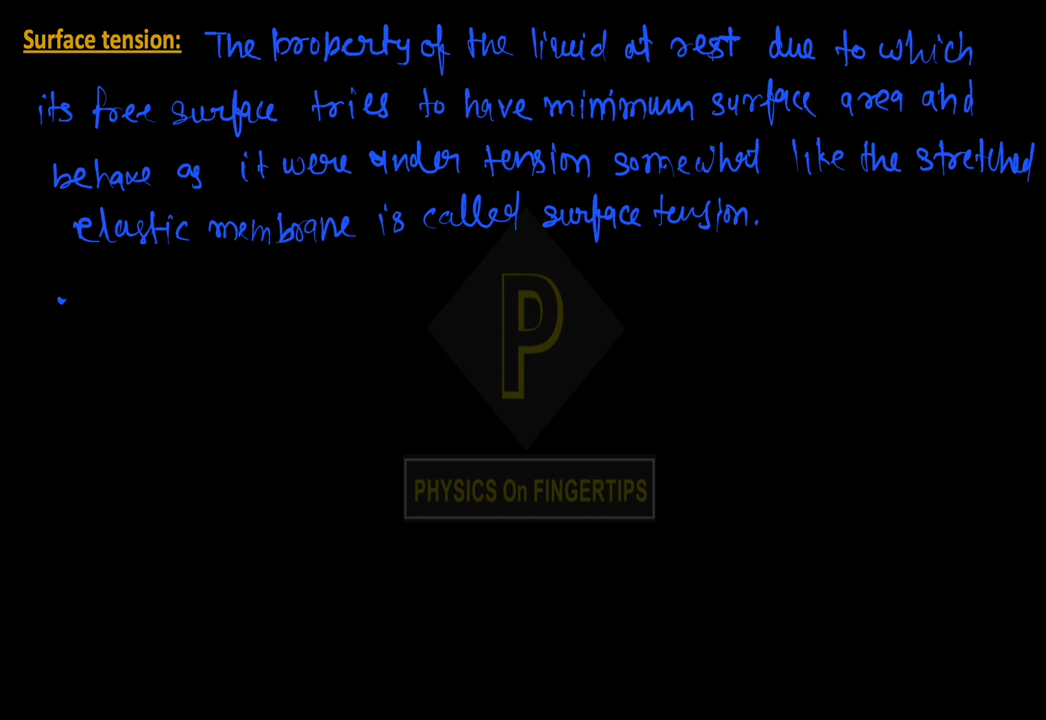 Surface tension: The property of the liquid at rest due to which
its free surface tries to have minimum surface area and
behave as it were under tension somewhat like the stretched
elastic membrane is called surface tension.
P
PHYSICS On FINGERTIPS